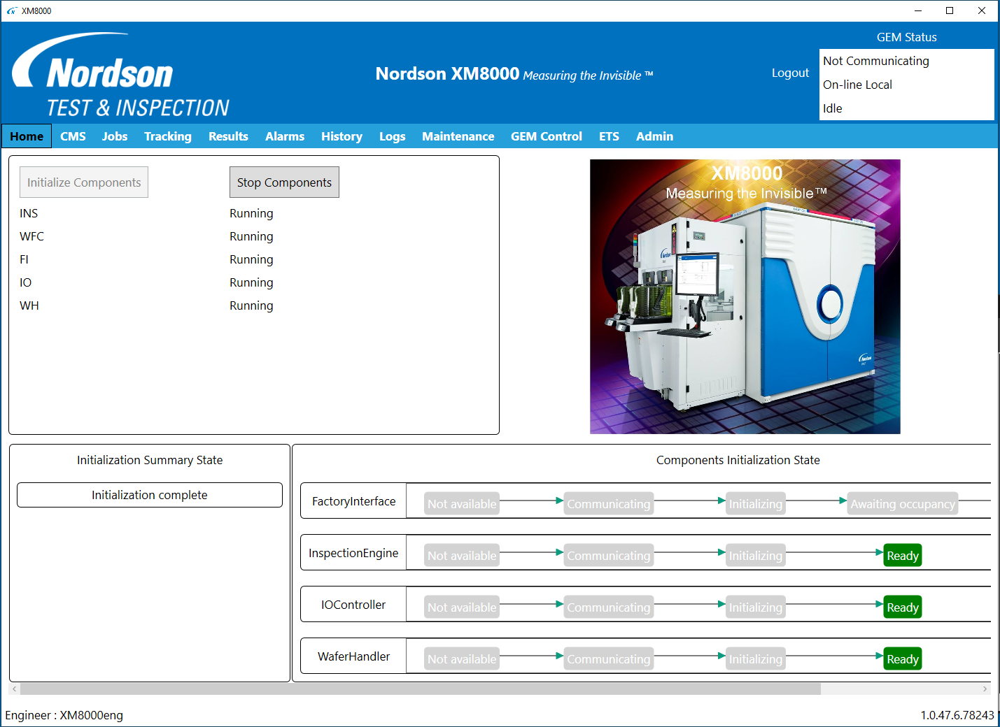 XM8000
Nordson
TEST & INSPECTION
Nordson XM8000 Measuring the Invisible ™
Logout
GEM Status
Not Communicating
On-line Local
Idle
Home CMS Jobs Tracking Results Alarms History Logs Maintenance GEM Control ETS Admin
Initialize Components Stop Components
INS Running
WFC Running
FI Running
IO Running
WH Running
XM8000
Measuring the Invisible™
Nordson
Nordson
Initialization Summary State
Initialization complete
Components Initialization State
FactoryInterface Not available Communicating Initializing Awaiting occupancy
InspectionEngine Not available Communicating Initializing Ready
IOController Not available Communicating Initializing Ready
WaferHandler Not available Communicating Initializing Ready
Engineer : XM8000eng
1.0.47.6.78243